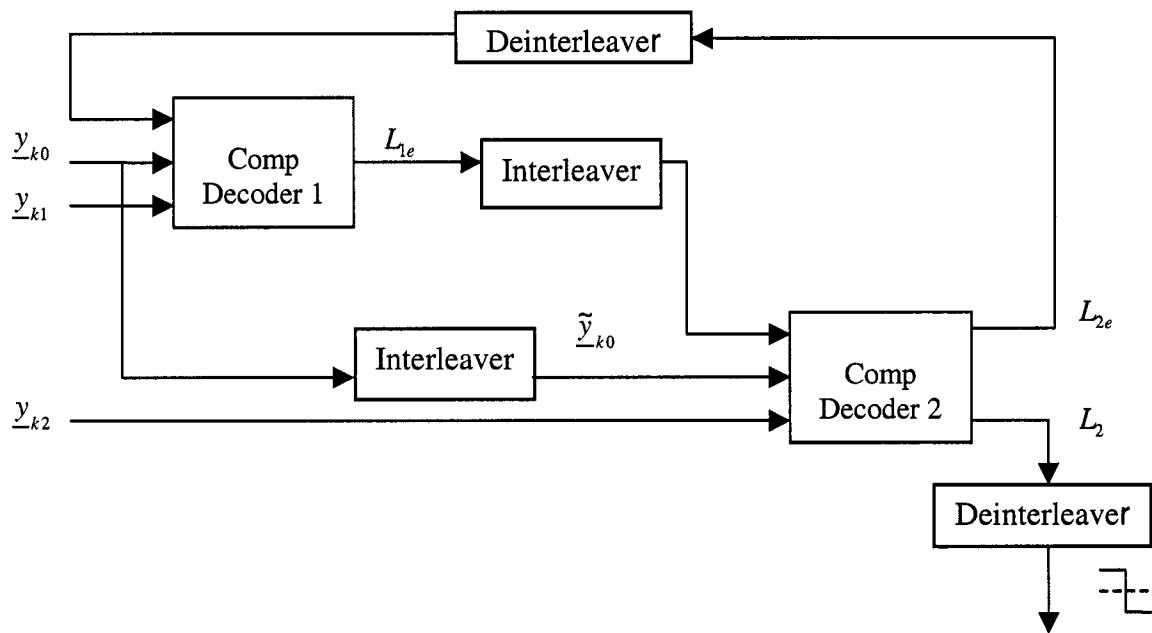 Deinterleaver
y_k0
y_k1
Comp
Decoder 1
L_1e
Interleaver
Interleaver
ỹ_k0
y_k2
Comp
Decoder 2
L_2e
L_2
Deinterleaver